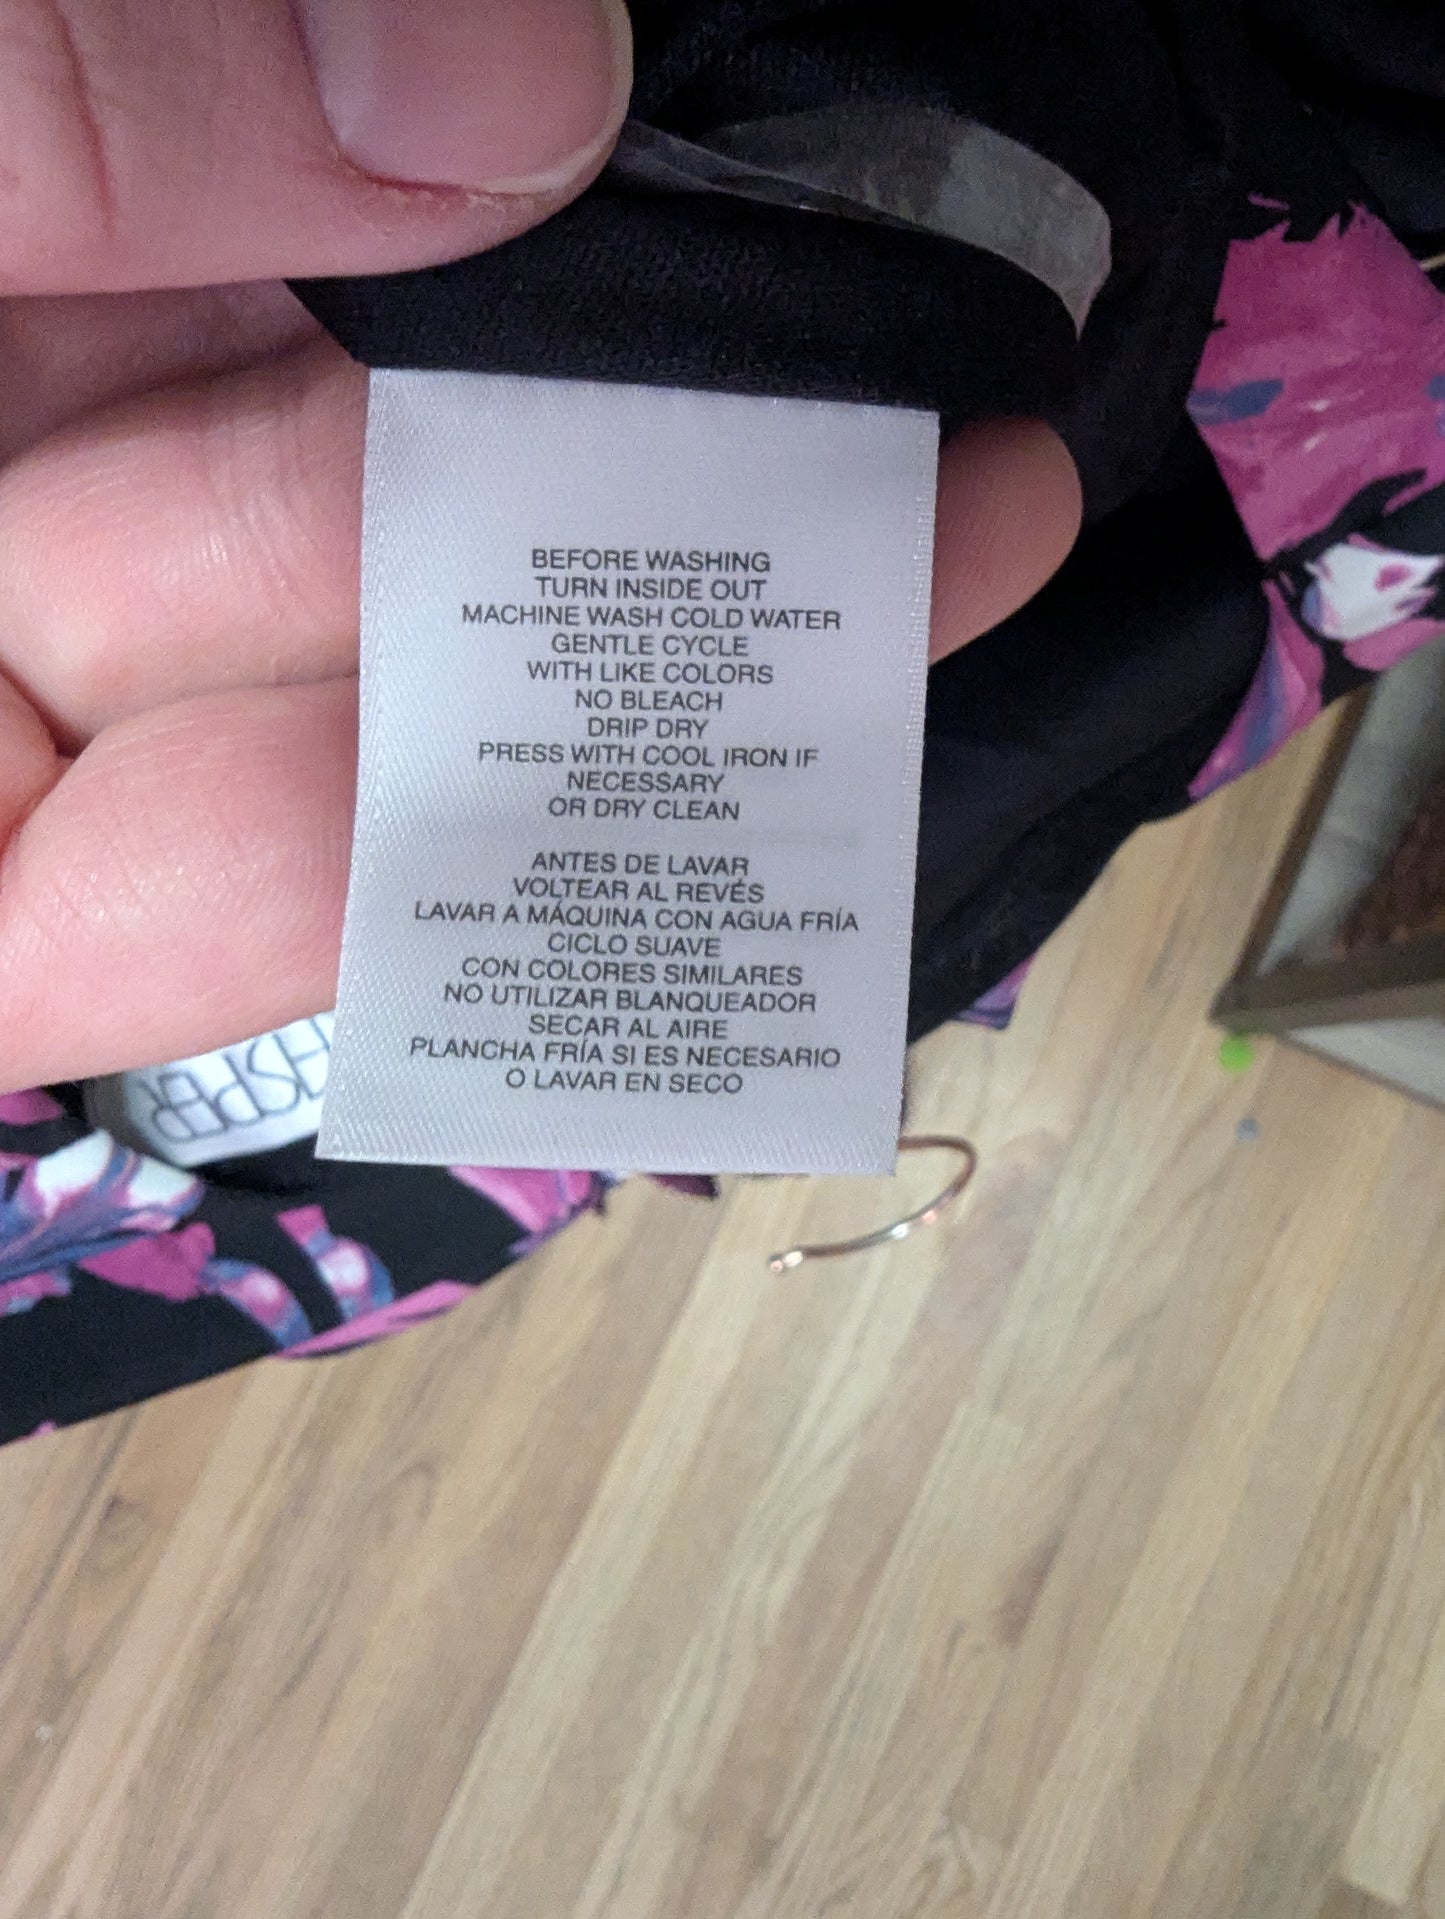 BEFORE WASHING
TURN INSIDE OUT
MACHINE WASH COLD WATER
GENTLE CYCLE
WITH LIKE COLORS
NO BLEACH
DRIP DRY
PRESS WITH COOL IRON IF
NECESSARY
OR DRY CLEAN
ANTES DE LAVAR
VOLTEAR AL REVÉS
LAVAR A MÁQUINA CON AGUA FRÍA
CICLO SUAVE
CON COLORES SIMILARES
NO UTILIZAR BLANQUEADOR
SECAR AL AIRE
PLANCHA FRÍA SI ES NECESARIO
O LAVAR EN SECO